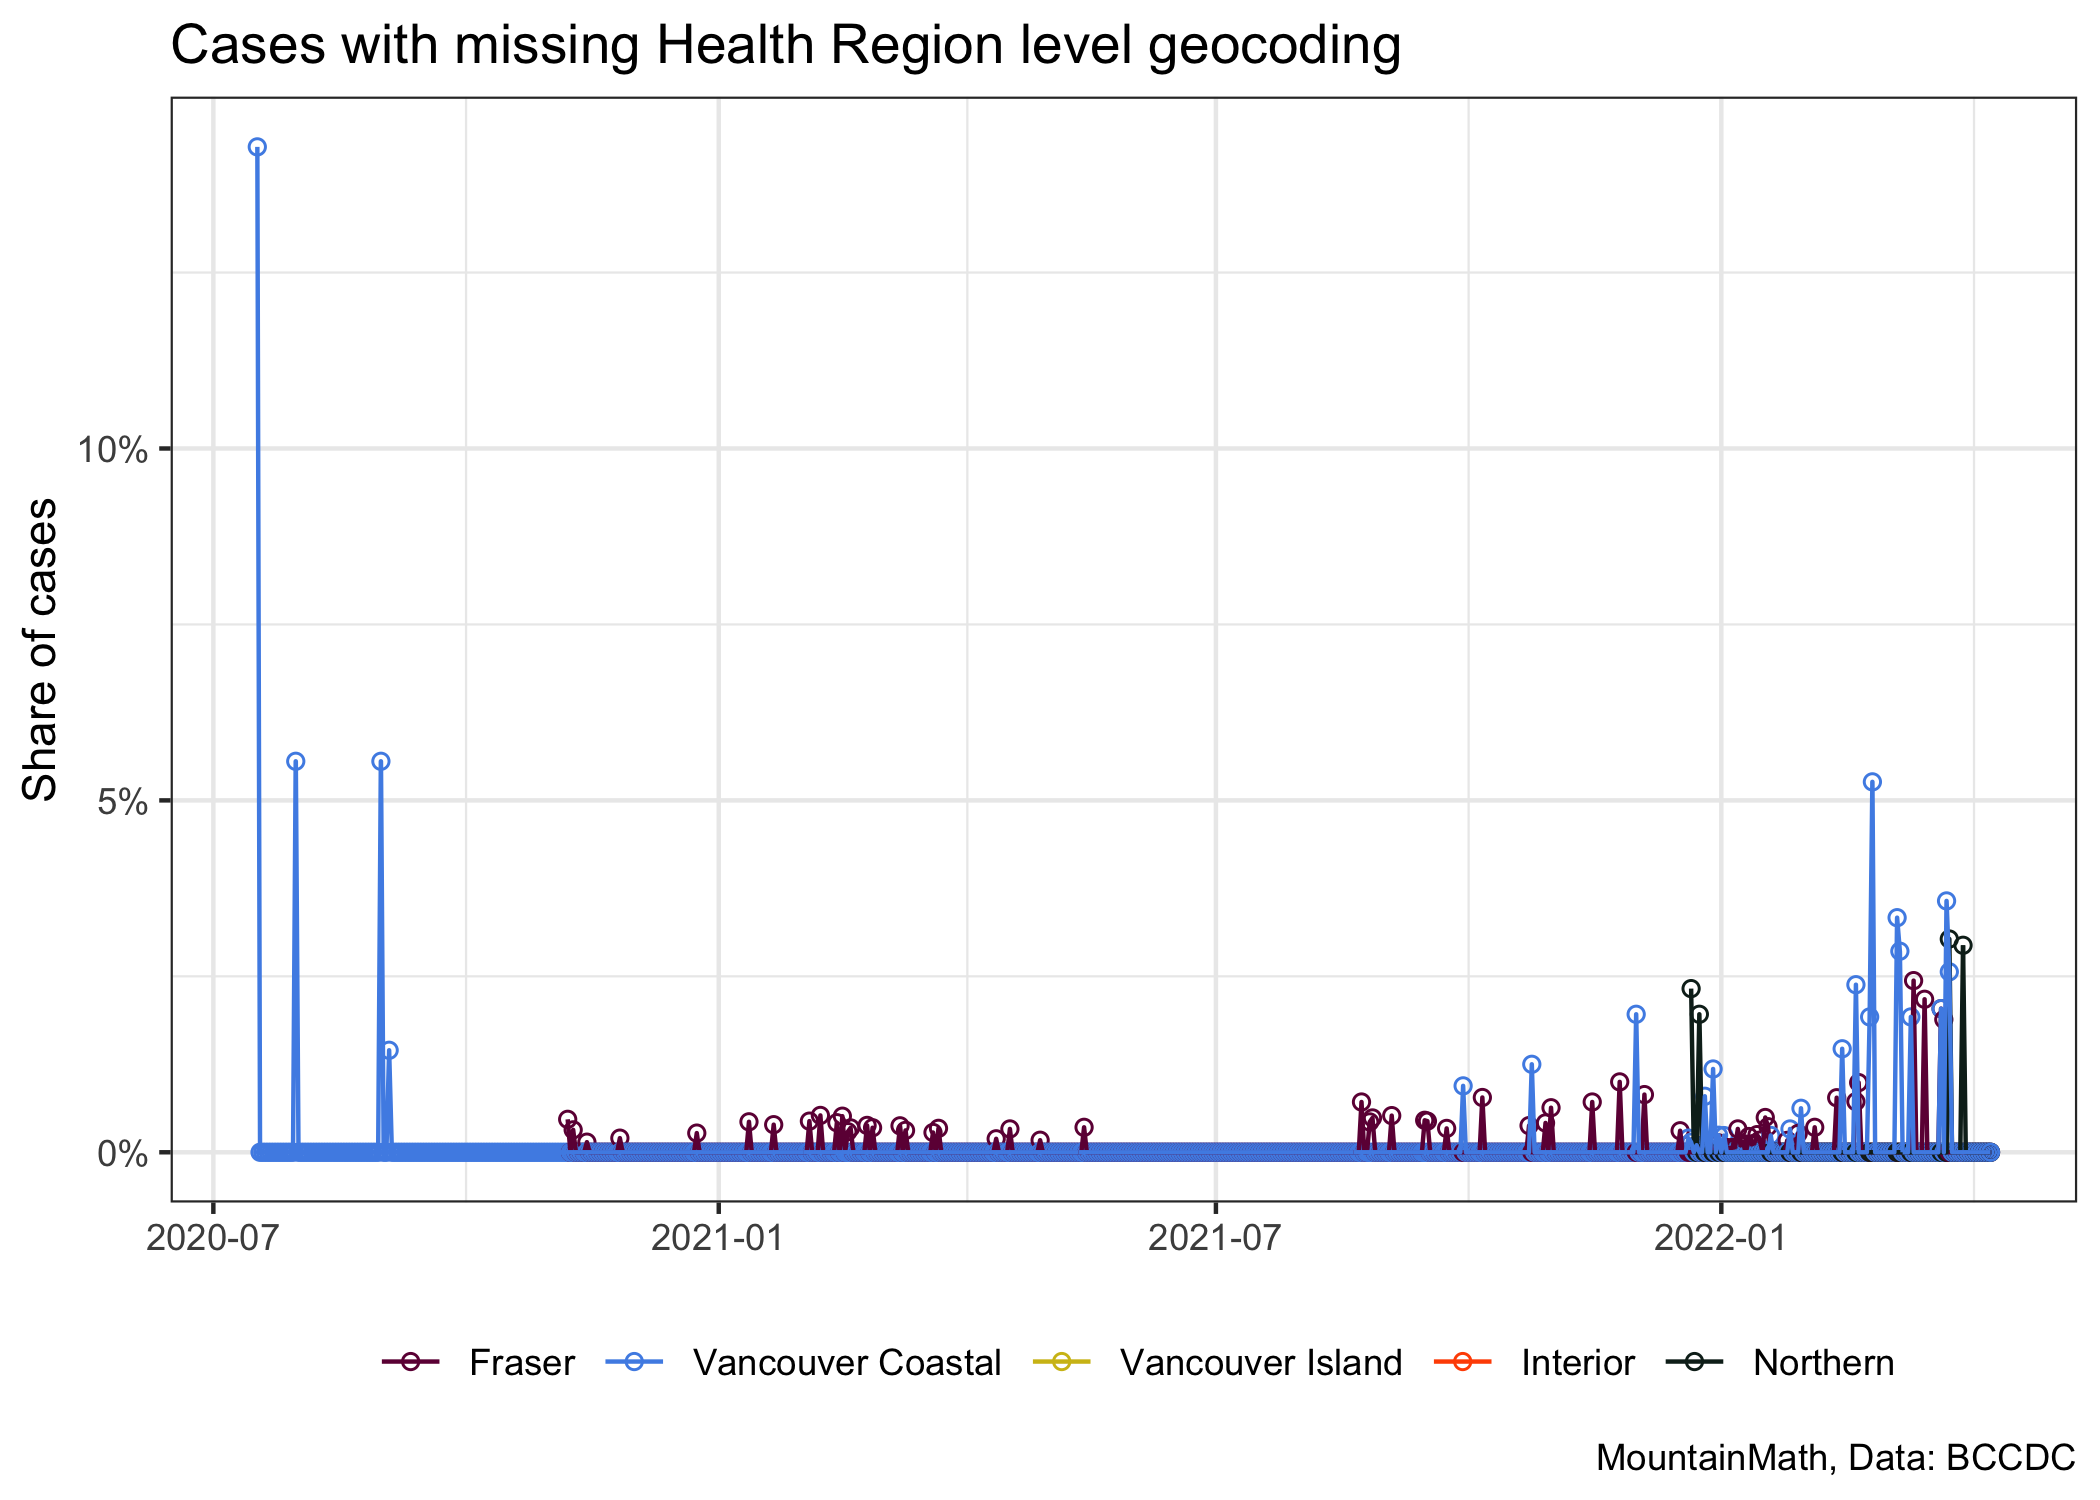 Cases with missing Health Region level geocoding
Share of cases
10%
5%
0%
2020-07 2021-01 2021-07 2022-01
Fraser Vancouver Coastal Vancouver Island Interior Northern
MountainMath, Data: BCCDC